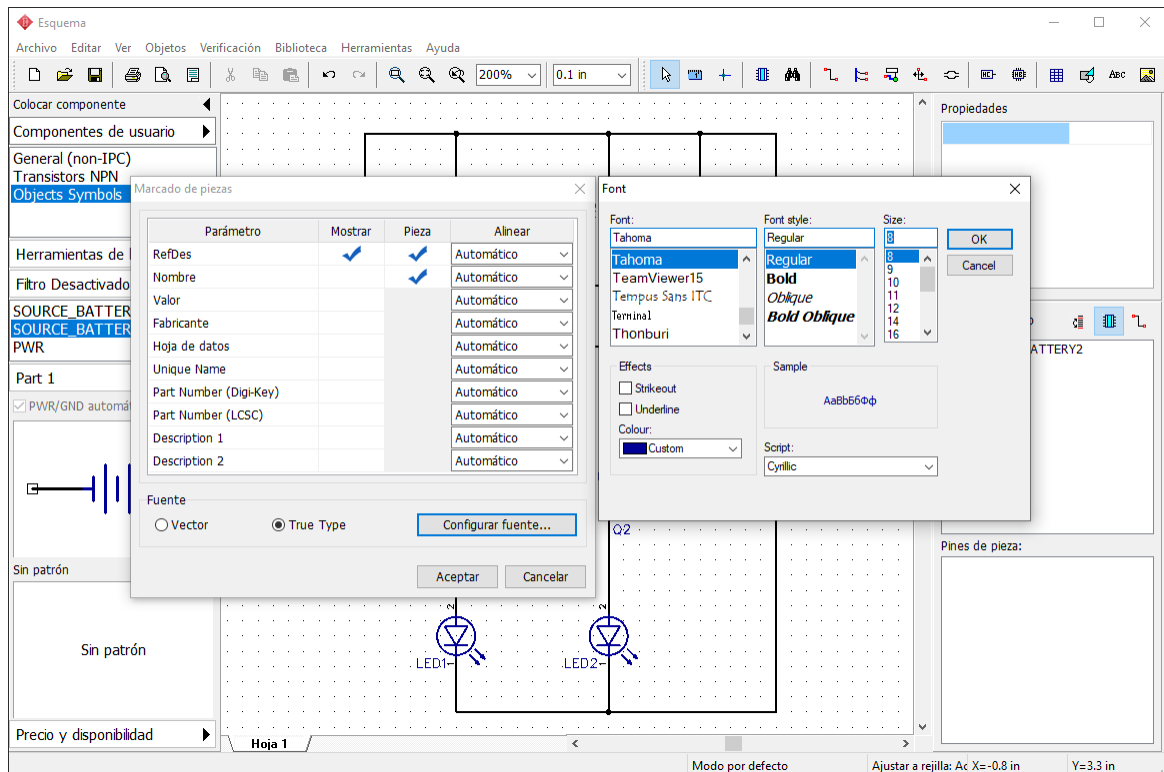 Esquema
Archivo Editar Ver Objetos Verificación Biblioteca Herramientas Ayuda
200% 0.1 in ABC
Colocar componente
Componentes de usuario
General (non-IPC)
Transistors NPN
Objects Symbols
Herramientas de
Filtro Desactivado
SOURCE_BATTER
SOURCE_BATTER
PWR
Part 1
PWR/GND automá
Sin patrón
Sin patrón
Precio y disponibilidad
Marcado de piezas
Parámetro Mostrar Pieza Alinear
RefDes Automático
Nombre Automático
Valor Automático
Fabricante Automático
Hoja de datos Automático
Unique Name Automático
Part Number (Digi-Key) Automático
Part Number (LCSC) Automático
Description 1 Automático
Description 2 Automático
Fuente
Vector True Type Configurar fuente...
Aceptar Cancelar
Font
Font: Font style: Size:
Tahoma Regular 8 OK
Tahoma Regular 8
TeamViewer15 Bold 9 Cancel
Tempus Sans ITC Oblique 10
Terminal Bold Oblique 11
Thonburi 12
14
16
Effects
Strikeout
Underline
Colour:
Custom
Sample
AaBbБбФф
Script:
Cyrillic
Q2
2 2
LED1 LED2
Hoja 1
Propiedades
ATTERY2
Pines de pieza:
Modo por defecto Ajustar a rejilla: Ac X=-0.8 in Y=3.3 in